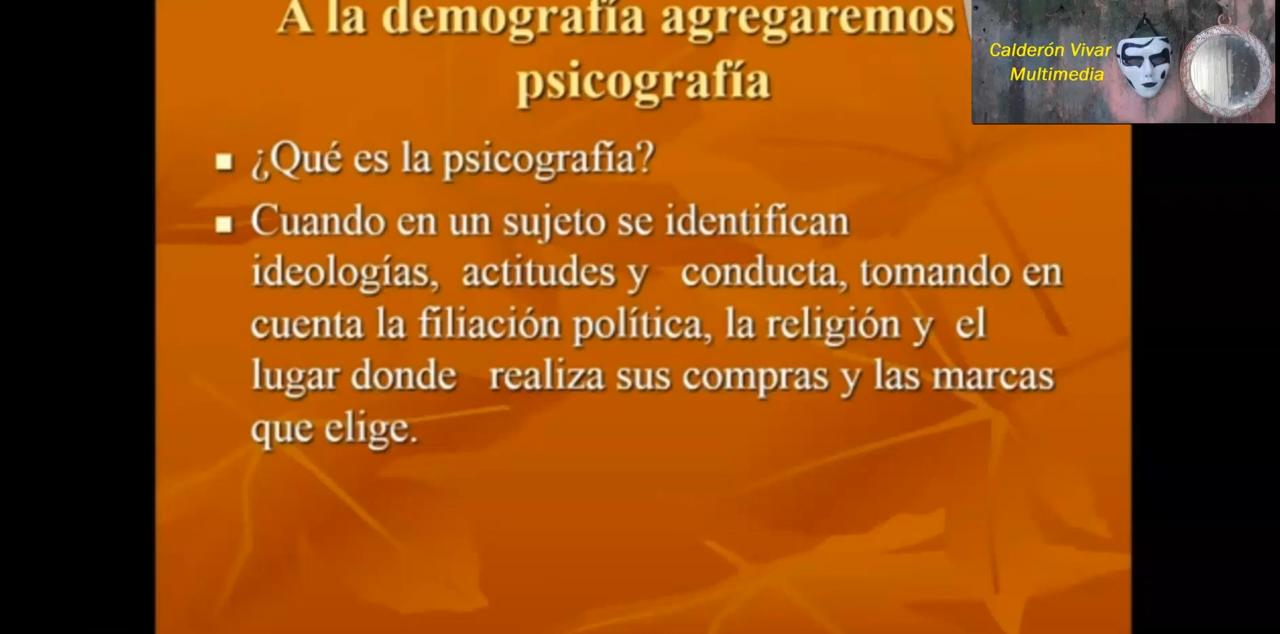 A la demografía agregaremos
psicografía
Calderón Vivar
Multimedia
¿Qué es la psicografía?
Cuando en un sujeto se identifican
ideologías, actitudes y conducta, tomando en
cuenta la filiación política, la religión y el
lugar donde realiza sus compras y las marcas
que elige.